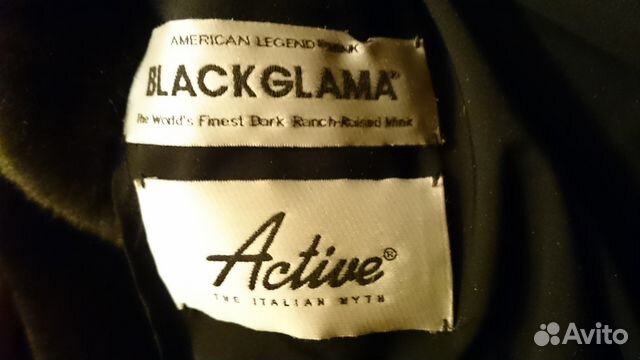 AMERICAN LEGEND® MINK
BLACKGLAMA®
The World's Finest Dark Ranch-Raised Mink
Active®
THE ITALIAN MYTH
Avito